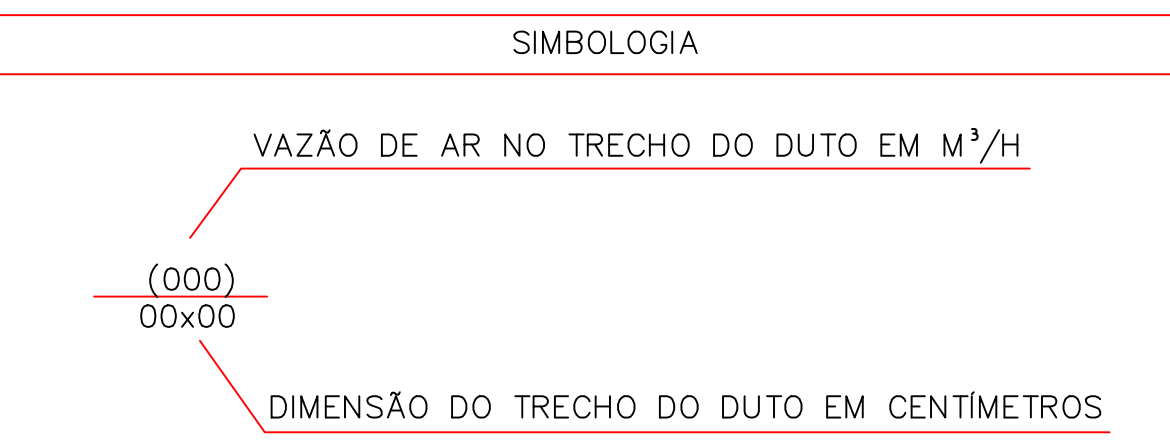 SIMBOLOGIA
VAZÃO DE AR NO TRECHO DO DUTO EM M³/H
(000)
00x00
DIMENSÃO DO TRECHO DO DUTO EM CENTÍMETROS